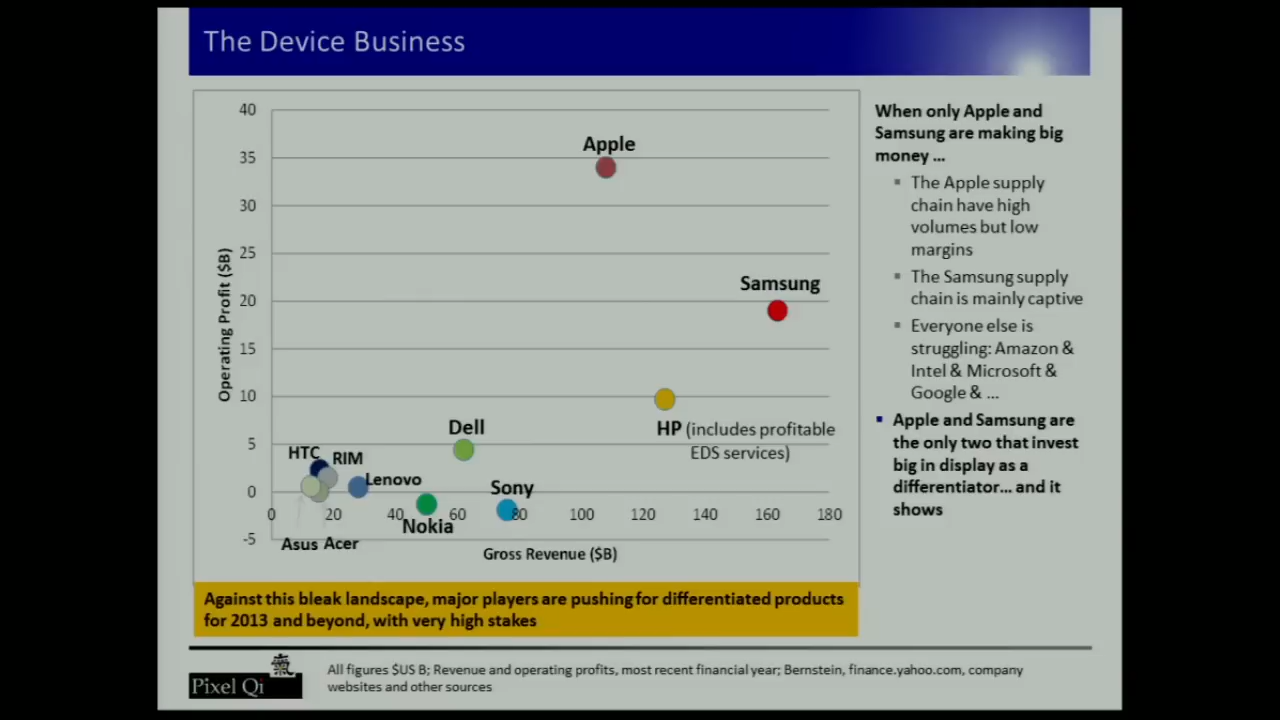 The Device Business
40
35
30
25
20
15
10
5
0
-5
Operating Profit ($B)
Apple
Samsung
HP (includes profitable
EDS services)
Dell
HTC
RIM
Lenovo
Sony
Nokia
Asus
Acer
0 20 40 60 80 100 120 140 160 180
Gross Revenue ($B)
When only Apple and
Samsung are making big
money ...
▪ The Apple supply
chain have high
volumes but low
margins
▪ The Samsung supply
chain is mainly captive
▪ Everyone else is
struggling: Amazon &
Intel & Microsoft &
Google & ...
▪ Apple and Samsung are
the only two that invest
big in display as a
differentiator... and it
shows
Against this bleak landscape, major players are pushing for differentiated products
for 2013 and beyond, with very high stakes
氣
Pixel Qi
All figures $US B; Revenue and operating profits, most recent financial year; Bernstein, finance.yahoo.com, company
websites and other sources